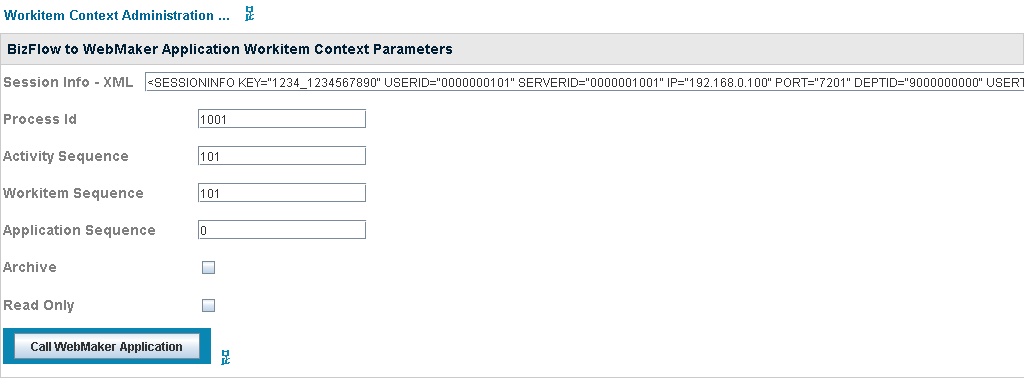 Workitem Context Administration ...
BizFlow to WebMaker Application Workitem Context Parameters
Session Info - XML <SESSIONINFO KEY="1234_1234567890" USERID="0000000101" SERVERID="0000001001" IP="192.168.0.100" PORT="7201" DEPTID="9000000000" USERT
Process Id 1001
Activity Sequence 101
Workitem Sequence 101
Application Sequence 0
Archive
Read Only
Call WebMaker Application